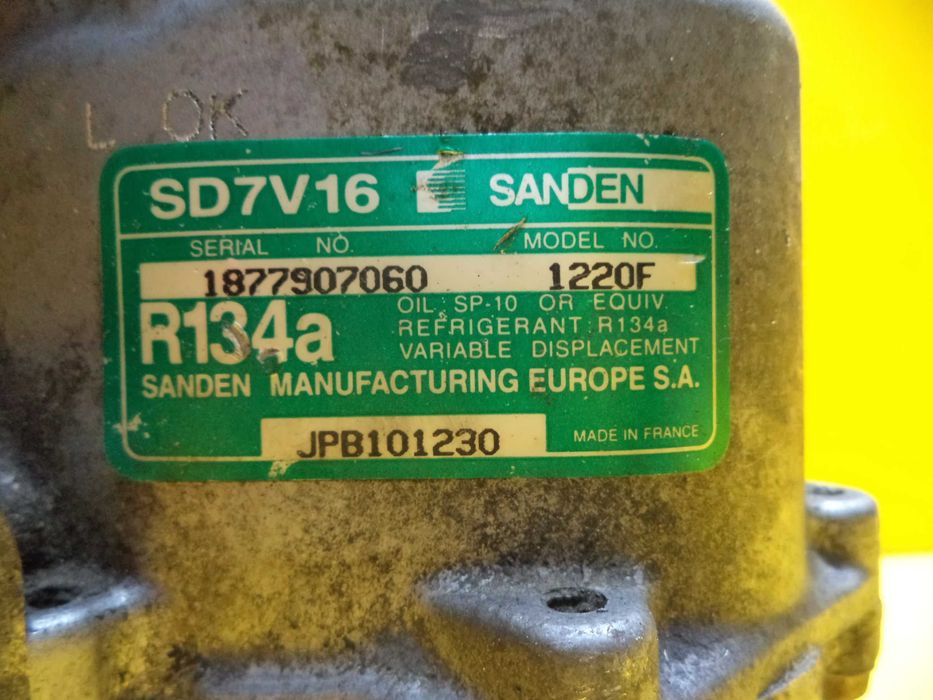 L OK
SD7V16 SANDEN
SERIAL NO. MODEL NO.
1877907060 1220F
R134a
OIL: SP-10 OR EQUIV.
REFRIGERANT: R134a
VARIABLE DISPLACEMENT
SANDEN MANUFACTURING EUROPE S.A.
JPB101230 MADE IN FRANCE